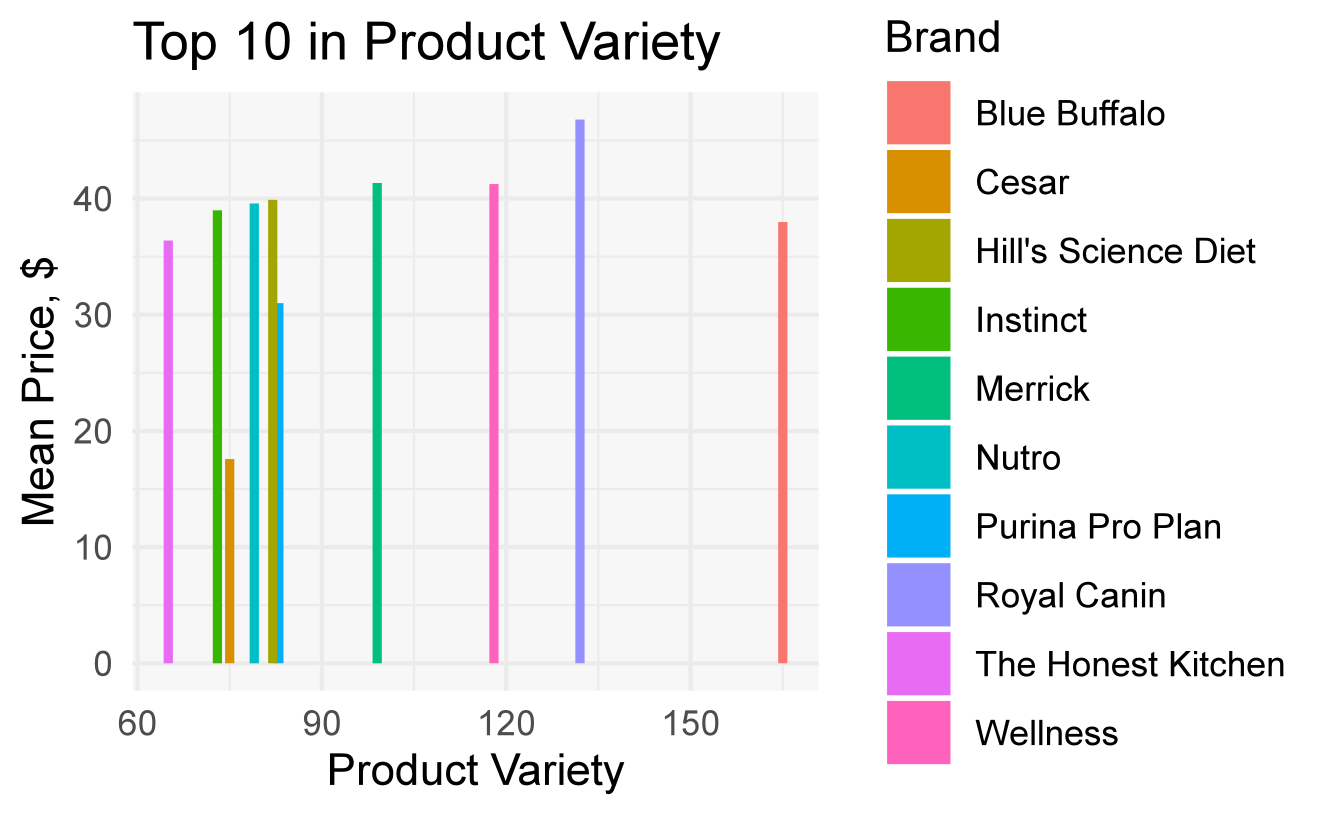 Top 10 in Product Variety
Mean Price, $
40
30
20
10
0
60 90 120 150
Product Variety
Brand
Blue Buffalo
Cesar
Hill's Science Diet
Instinct
Merrick
Nutro
Purina Pro Plan
Royal Canin
The Honest Kitchen
Wellness